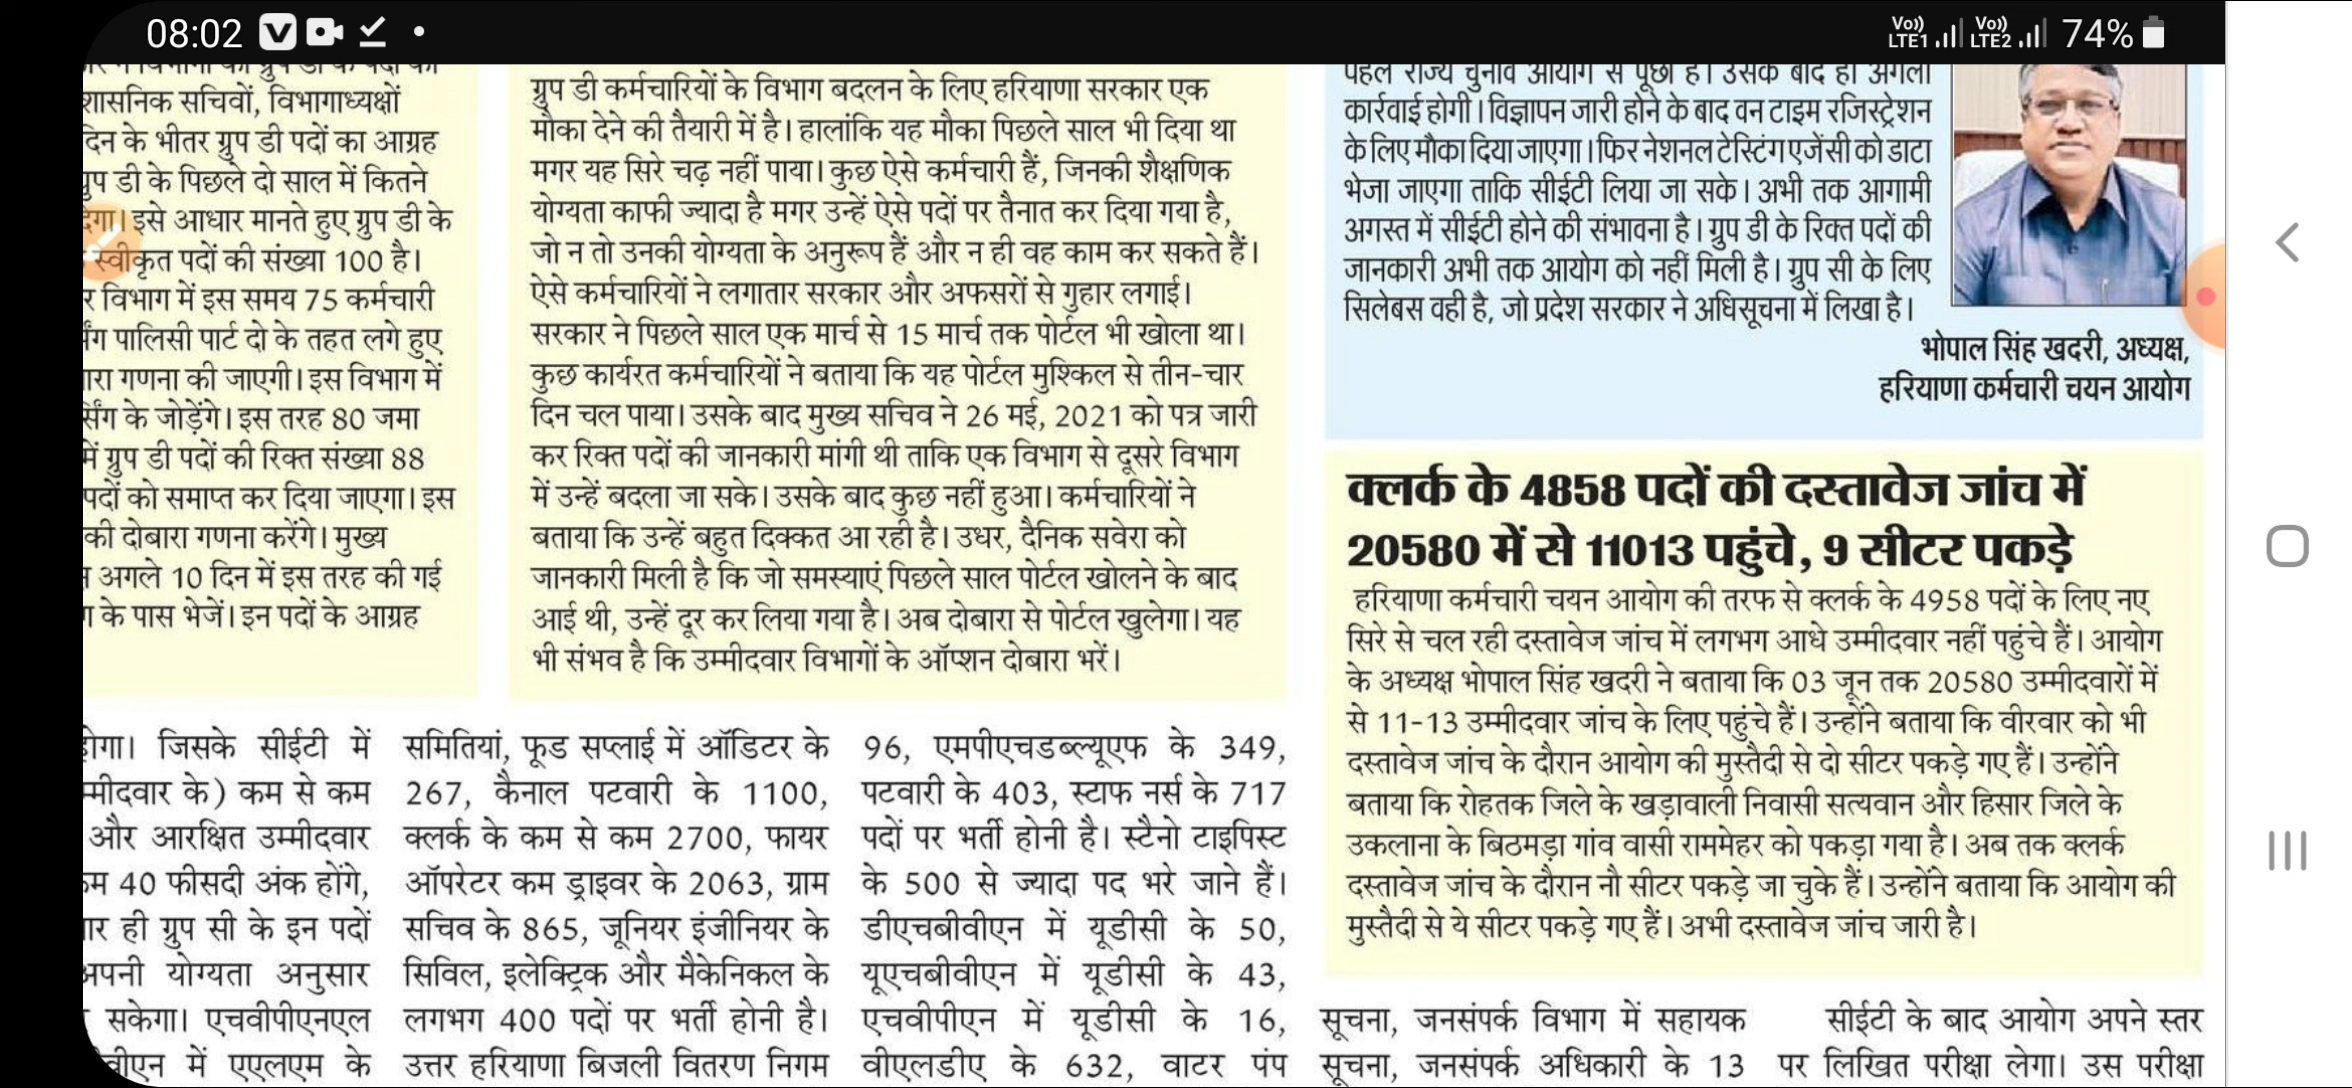 08:02
Vo)) LTE1 Vo)) LTE2 74%
शासनिक सचिवों, विभागाध्यक्षों
दिन के भीतर ग्रुप डी पदों का आग्रह
ग्रुप डी के पिछले दो साल में कितने
इसे आधार मानते हुए ग्रुप डी के
स्वीकृत पदों की संख्या 100 है।
र विभाग में इस समय 75 कर्मचारी
पालिसी पार्ट दो के तहत लगे हुए
गणना की जाएगी। इस विभाग में
के जोड़ेंगे। इस तरह 80 जमा
में ग्रुप डी पदों की रिक्त संख्या 88
पदों को समाप्त कर दिया जाएगा। इस
की दोबारा गणना करेंगे। मुख्य
अगले 10 दिन में इस तरह की गई
के पास भेजें। इन पदों के आग्रह
ग्रुप डी कर्मचारियों के विभाग बदलन के लिए हरियाणा सरकार एक
मौका देने की तैयारी में है। हालांकि यह मौका पिछले साल भी दिया था
मगर यह सिरे चढ़ नहीं पाया। कुछ ऐसे कर्मचारी हैं, जिनकी शैक्षणिक
योग्यता काफी ज्यादा है मगर उन्हें ऐसे पदों पर तैनात कर दिया गया है,
जो न तो उनकी योग्यता के अनुरूप हैं और न ही वह काम कर सकते हैं।
ऐसे कर्मचारियों ने लगातार सरकार और अफसरों से गुहार लगाई।
सरकार ने पिछले साल एक मार्च से 15 मार्च तक पोर्टल भी खोला था।
कुछ कार्यरत कर्मचारियों ने बताया कि यह पोर्टल मुश्किल से तीन-चार
दिन चल पाया। उसके बाद मुख्य सचिव ने 26 मई, 2021 को पत्र जारी
कर रिक्त पदों की जानकारी मांगी थी ताकि एक विभाग से दूसरे विभाग
में उन्हें बदला जा सके। उसके बाद कुछ नहीं हुआ। कर्मचारियों ने
बताया कि उन्हें बहुत दिक्कत आ रही है। उधर, दैनिक सवेरा को
जानकारी मिली है कि जो समस्याएं पिछले साल पोर्टल खोलने के बाद
आई थी, उन्हें दूर कर लिया गया है। अब दोबारा से पोर्टल खुलेगा। यह
भी संभव है कि उम्मीदवार विभागों के ऑप्शन दोबारा भरें।
पहले राज्य चुनाव आयोग से पूछा है। उसके बाद ही अगली
कार्रवाई होगी। विज्ञापन जारी होने के बाद वन टाइम रजिस्ट्रेशन
के लिए मौका दिया जाएगा। फिर नेशनल टेस्टिंग एजेंसी को डाटा
भेजा जाएगा ताकि सीईटी लिया जा सके। अभी तक आगामी
अगस्त में सीईटी होने की संभावना है। ग्रुप डी के रिक्त पदों की
जानकारी अभी तक आयोग को नहीं मिली है। ग्रुप सी के लिए
सिलेबस वही है, जो प्रदेश सरकार ने अधिसूचना में लिखा है।
भोपाल सिंह खदरी, अध्यक्ष,
हरियाणा कर्मचारी चयन आयोग
क्लर्क के 4858 पदों की दस्तावेज जांच में
20580 में से 11013 पहुंचे, 9 सीटर पकड़े
हरियाणा कर्मचारी चयन आयोग की तरफ से क्लर्क के 4958 पदों के लिए नए
सिरे से चल रही दस्तावेज जांच में लगभग आधे उम्मीदवार नहीं पहुंचे हैं। आयोग
के अध्यक्ष भोपाल सिंह खदरी ने बताया कि 03 जून तक 20580 उम्मीदवारों में
से 11-13 उम्मीदवार जांच के लिए पहुंचे हैं। उन्होंने बताया कि वीरवार को भी
दस्तावेज जांच के दौरान आयोग की मुस्तैदी से दो सीटर पकड़े गए हैं। उन्होंने
बताया कि रोहतक जिले के खड़ावाली निवासी सत्यवान और हिसार जिले के
उकलाना के बिठमड़ा गांव वासी राममेहर को पकड़ा गया है। अब तक क्लर्क
दस्तावेज जांच के दौरान नौ सीटर पकड़े जा चुके हैं। उन्होंने बताया कि आयोग की
मुस्तैदी से ये सीटर पकड़े गए हैं। अभी दस्तावेज जांच जारी है।
होगा। जिसके सीईटी में
म्मीदवार के) कम से कम
और आरक्षित उम्मीदवार
40 फीसदी अंक होंगे,
ही ग्रुप सी के इन पदों
अपनी योग्यता अनुसार
सकेगा। एचवीपीएनएल
में एएलएम के
समितियां, फूड सप्लाई में ऑडिटर के
267, कैनाल पटवारी के 1100,
क्लर्क के कम से कम 2700, फायर
ऑपरेटर कम ड्राइवर के 2063, ग्राम
सचिव के 865, जूनियर इंजीनियर के
सिविल, इलेक्ट्रिक और मैकेनिकल के
लगभग 400 पदों पर भर्ती होनी है।
उत्तर हरियाणा बिजली वितरण निगम
96, एमपीएचडब्ल्यूएफ के 349,
पटवारी के 403, स्टाफ नर्स के 717
पदों पर भर्ती होनी है। स्टैनो टाइपिस्ट
के 500 से ज्यादा पद भरे जाने हैं।
डीएचबीवीएन में यूडीसी के 50,
यूएचबीवीएन में यूडीसी के 43,
एचवीपीएन में यूडीसी के 16,
वीएलडीए के 632, वाटर पंप
सूचना, जनसंपर्क विभाग में सहायक
सूचना, जनसंपर्क अधिकारी के 13
सीईटी के बाद आयोग अपने स्तर
पर लिखित परीक्षा लेगा। उस परीक्षा